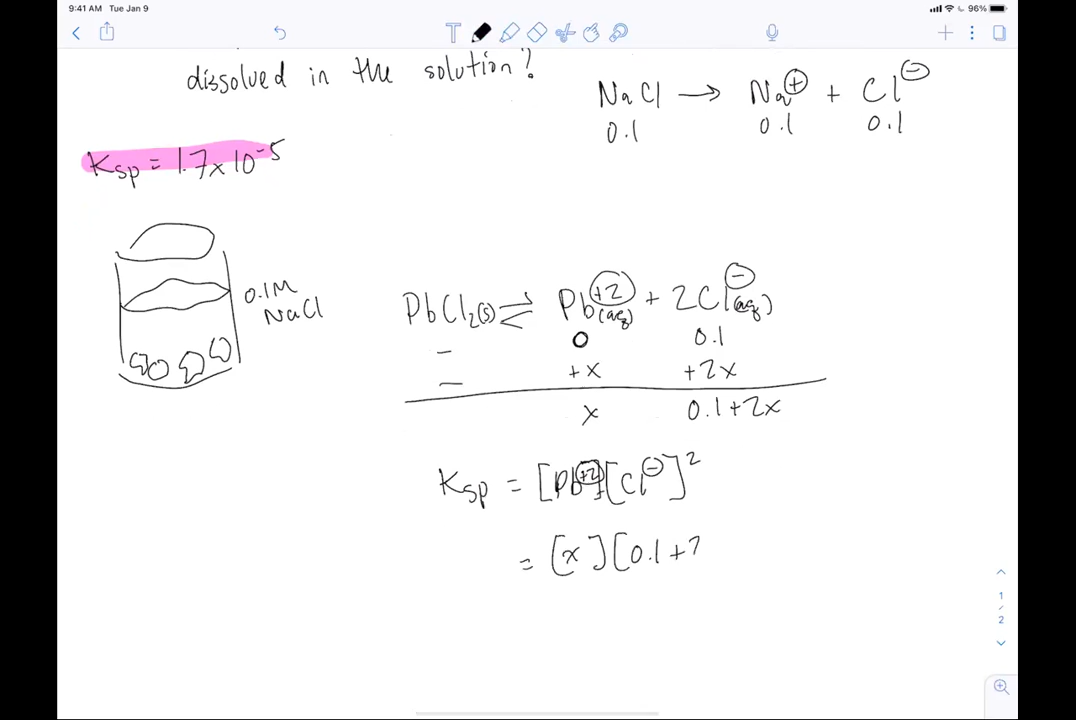 9:41 AM Tue Jan 9
96%
T
dissolved in the solution?
NaCl → Na⊕ + Cl⊖
0.1 0.1 0.1
Ksp = 1.7x10⁻⁵
0.1M
NaCl
PbCl₂(s) ⇌ Pb⁺²(aq) + 2Cl⁻(aq)
– 0 0.1
– +x +2x
x 0.1+2x
Ksp = [Pb⁺²][Cl⁻]²
= [x][0.1+2
1
/
2